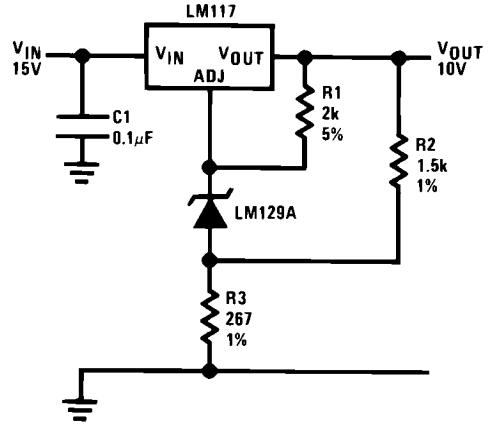 LM117
VIN
15V
VIN
VOUT
ADJ
VOUT
10V
C1
0.1μF
R1
2k
5%
R2
1.5k
1%
LM129A
R3
267
1%